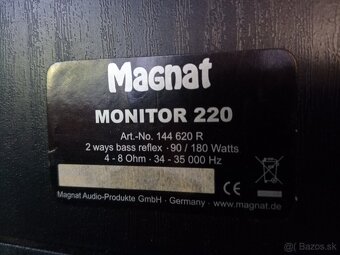 Magnat
MONITOR 220
Art.-No. 144 620 R
2 ways bass reflex · 90 / 180 Watts
4 - 8 Ohm · 34 - 35 000 Hz
CE
Magnat Audio-Produkte GmbH · Germany · www.magnat.de
Bazos.sk